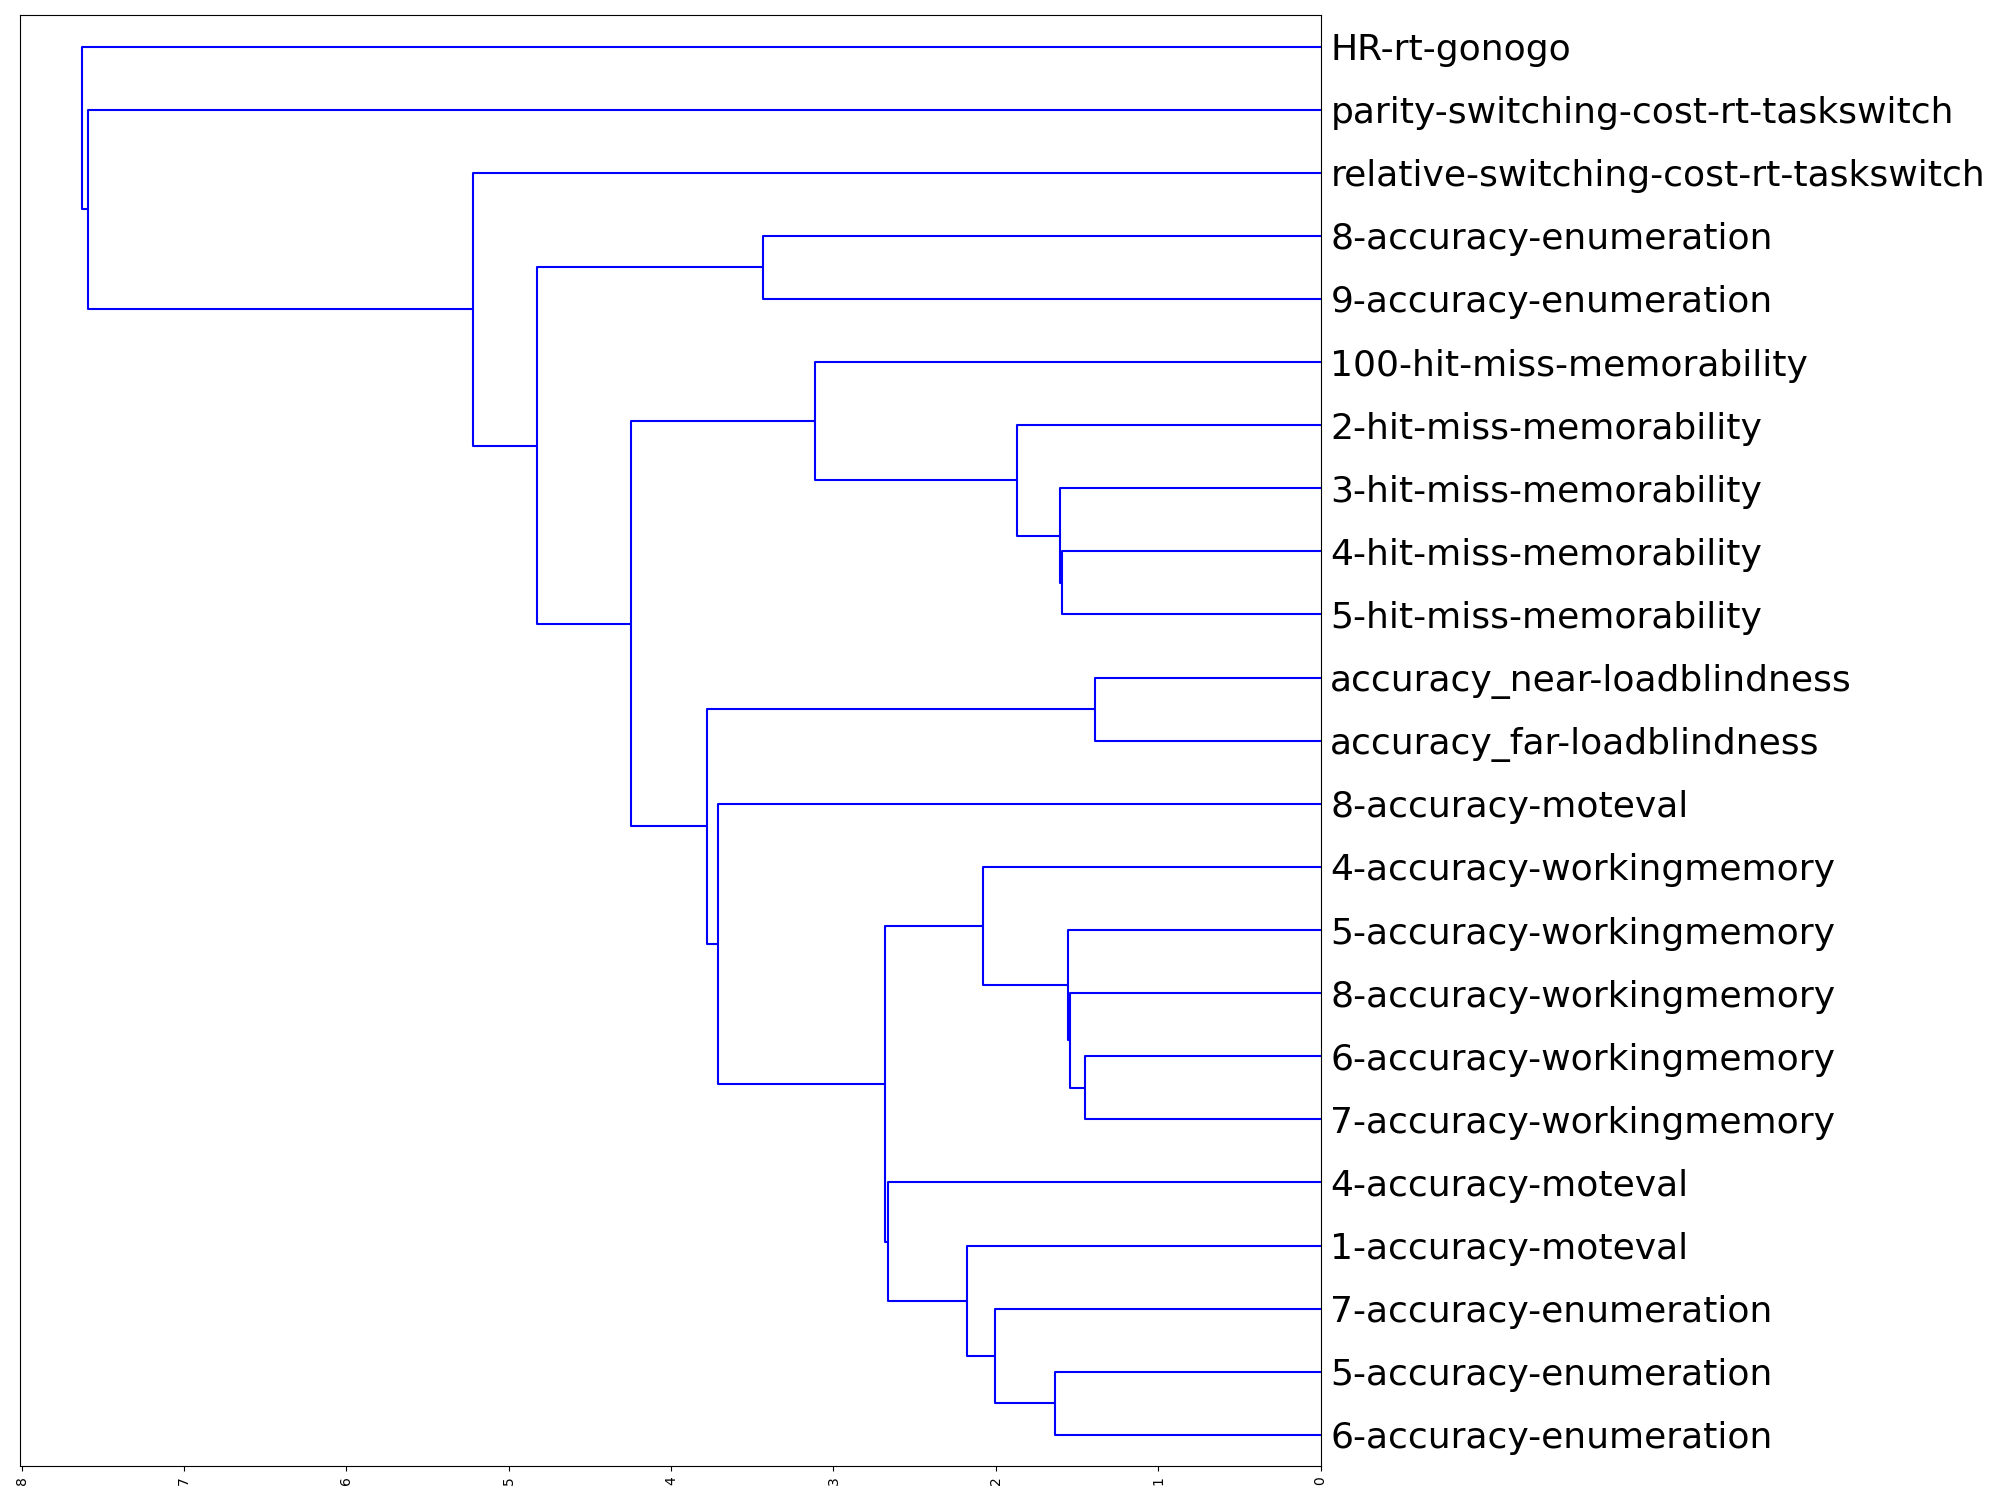 HR-rt-gonogo
parity-switching-cost-rt-taskswitch
relative-switching-cost-rt-taskswitch
8-accuracy-enumeration
9-accuracy-enumeration
100-hit-miss-memorability
2-hit-miss-memorability
3-hit-miss-memorability
4-hit-miss-memorability
5-hit-miss-memorability
accuracy_near-loadblindness
accuracy_far-loadblindness
8-accuracy-moteval
4-accuracy-workingmemory
5-accuracy-workingmemory
8-accuracy-workingmemory
6-accuracy-workingmemory
7-accuracy-workingmemory
4-accuracy-moteval
1-accuracy-moteval
7-accuracy-enumeration
5-accuracy-enumeration
6-accuracy-enumeration
8 7 6 5 4 3 2 1 0